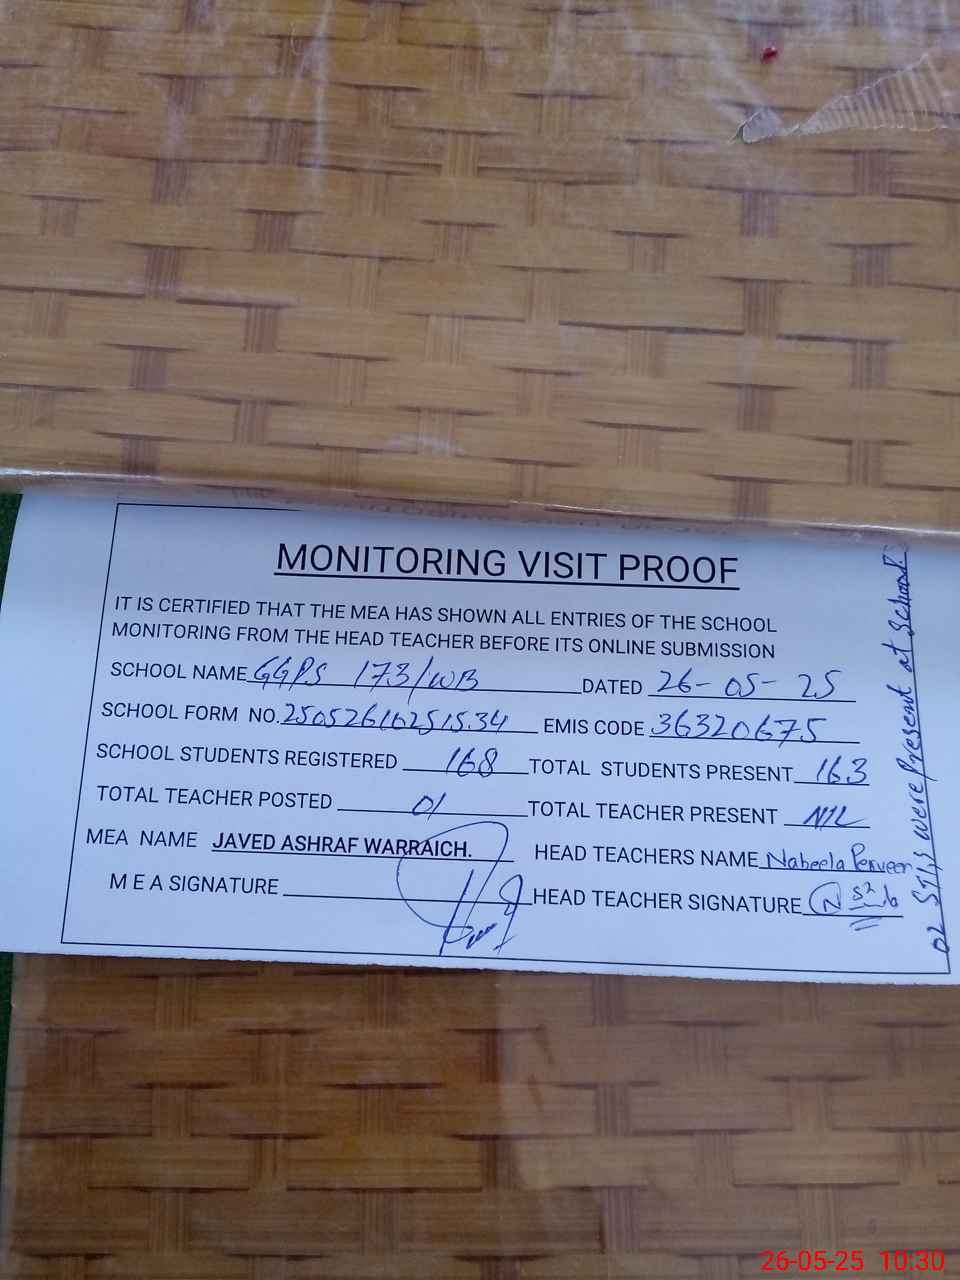 MONITORING VISIT PROOF
IT IS CERTIFIED THAT THE MEA HAS SHOWN ALL ENTRIES OF THE SCHOOL
MONITORING FROM THE HEAD TEACHER BEFORE ITS ONLINE SUBMISSION
SCHOOL NAME GGPS 173/WB DATED 26-05-25
SCHOOL FORM NO. EMIS CODE 36320675
SCHOOL STUDENTS REGISTERED 168 TOTAL STUDENTS PRESENT 163
TOTAL TEACHER POSTED 01 TOTAL TEACHER PRESENT NIL
MEA NAME JAVED ASHRAF WARRAICH. HEAD TEACHERS NAME Nabeela Perveen
M E A SIGNATURE HEAD TEACHER SIGNATURE
02 STI,s were present at school.
26-05-25 10:30